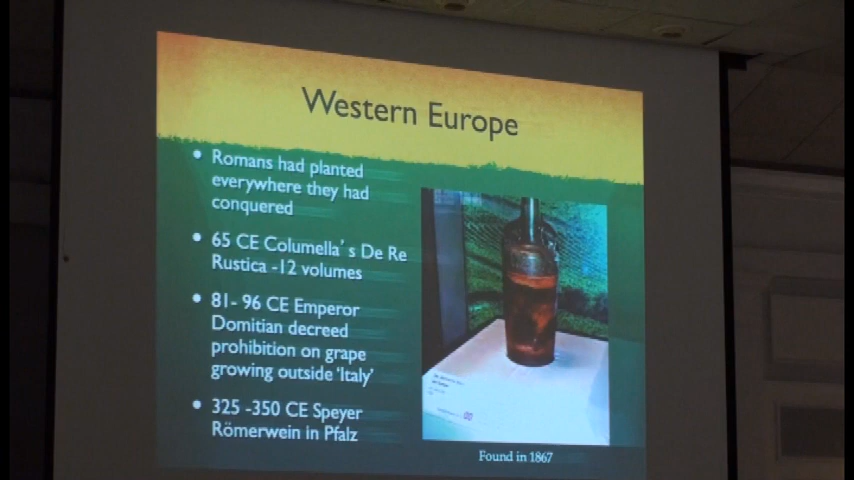 Western Europe
• Romans had planted
everywhere they had
conquered
• 65 CE Columella's De Re
Rustica -12 volumes
• 81- 96 CE Emperor
Domitian decreed
prohibition on grape
growing outside 'Italy'
• 325 -350 CE Speyer
Römerwein in Pfalz
Found in 1867